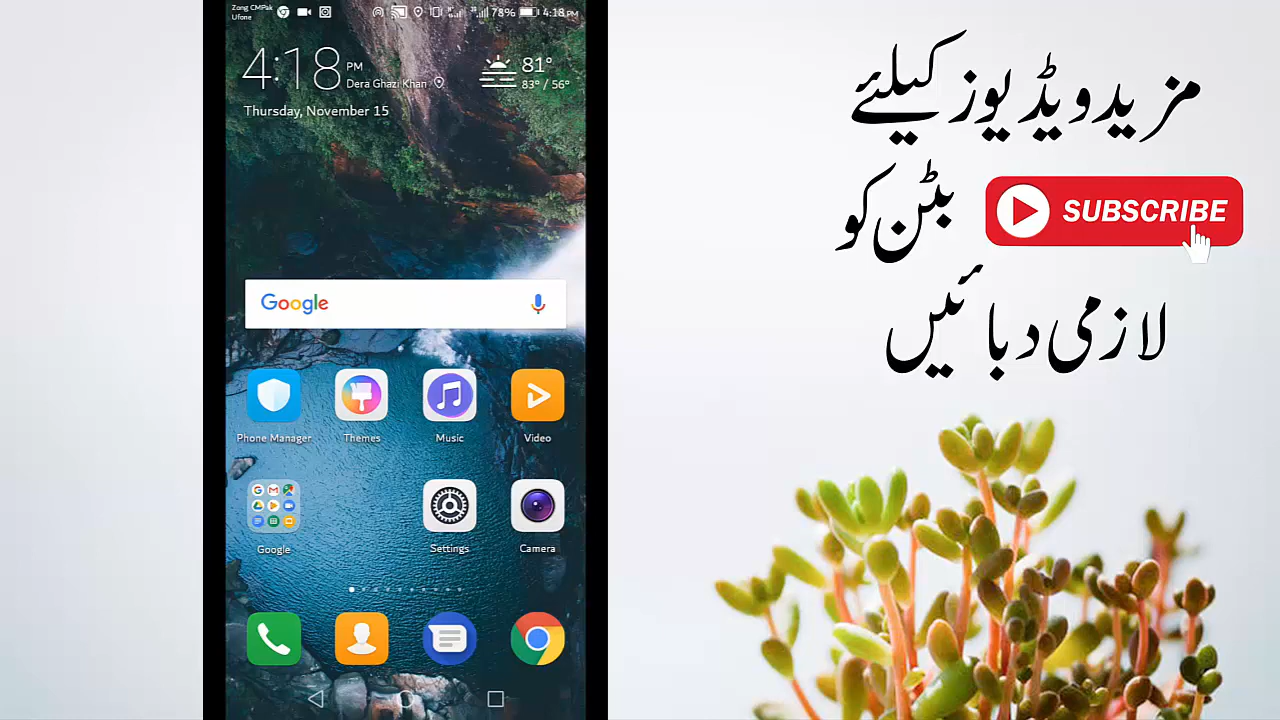 Zong CMPak
Ufone
78% 4:18 PM
4:18 PM
Dera Ghazi Khan
81°
83° / 56°
Thursday, November 15
Google
Phone Manager
Themes
Music
Video
Google
Settings
Camera
مزید ویڈیوز کیلئے
SUBSCRIBE بٹن کو
لازمی دبائیں